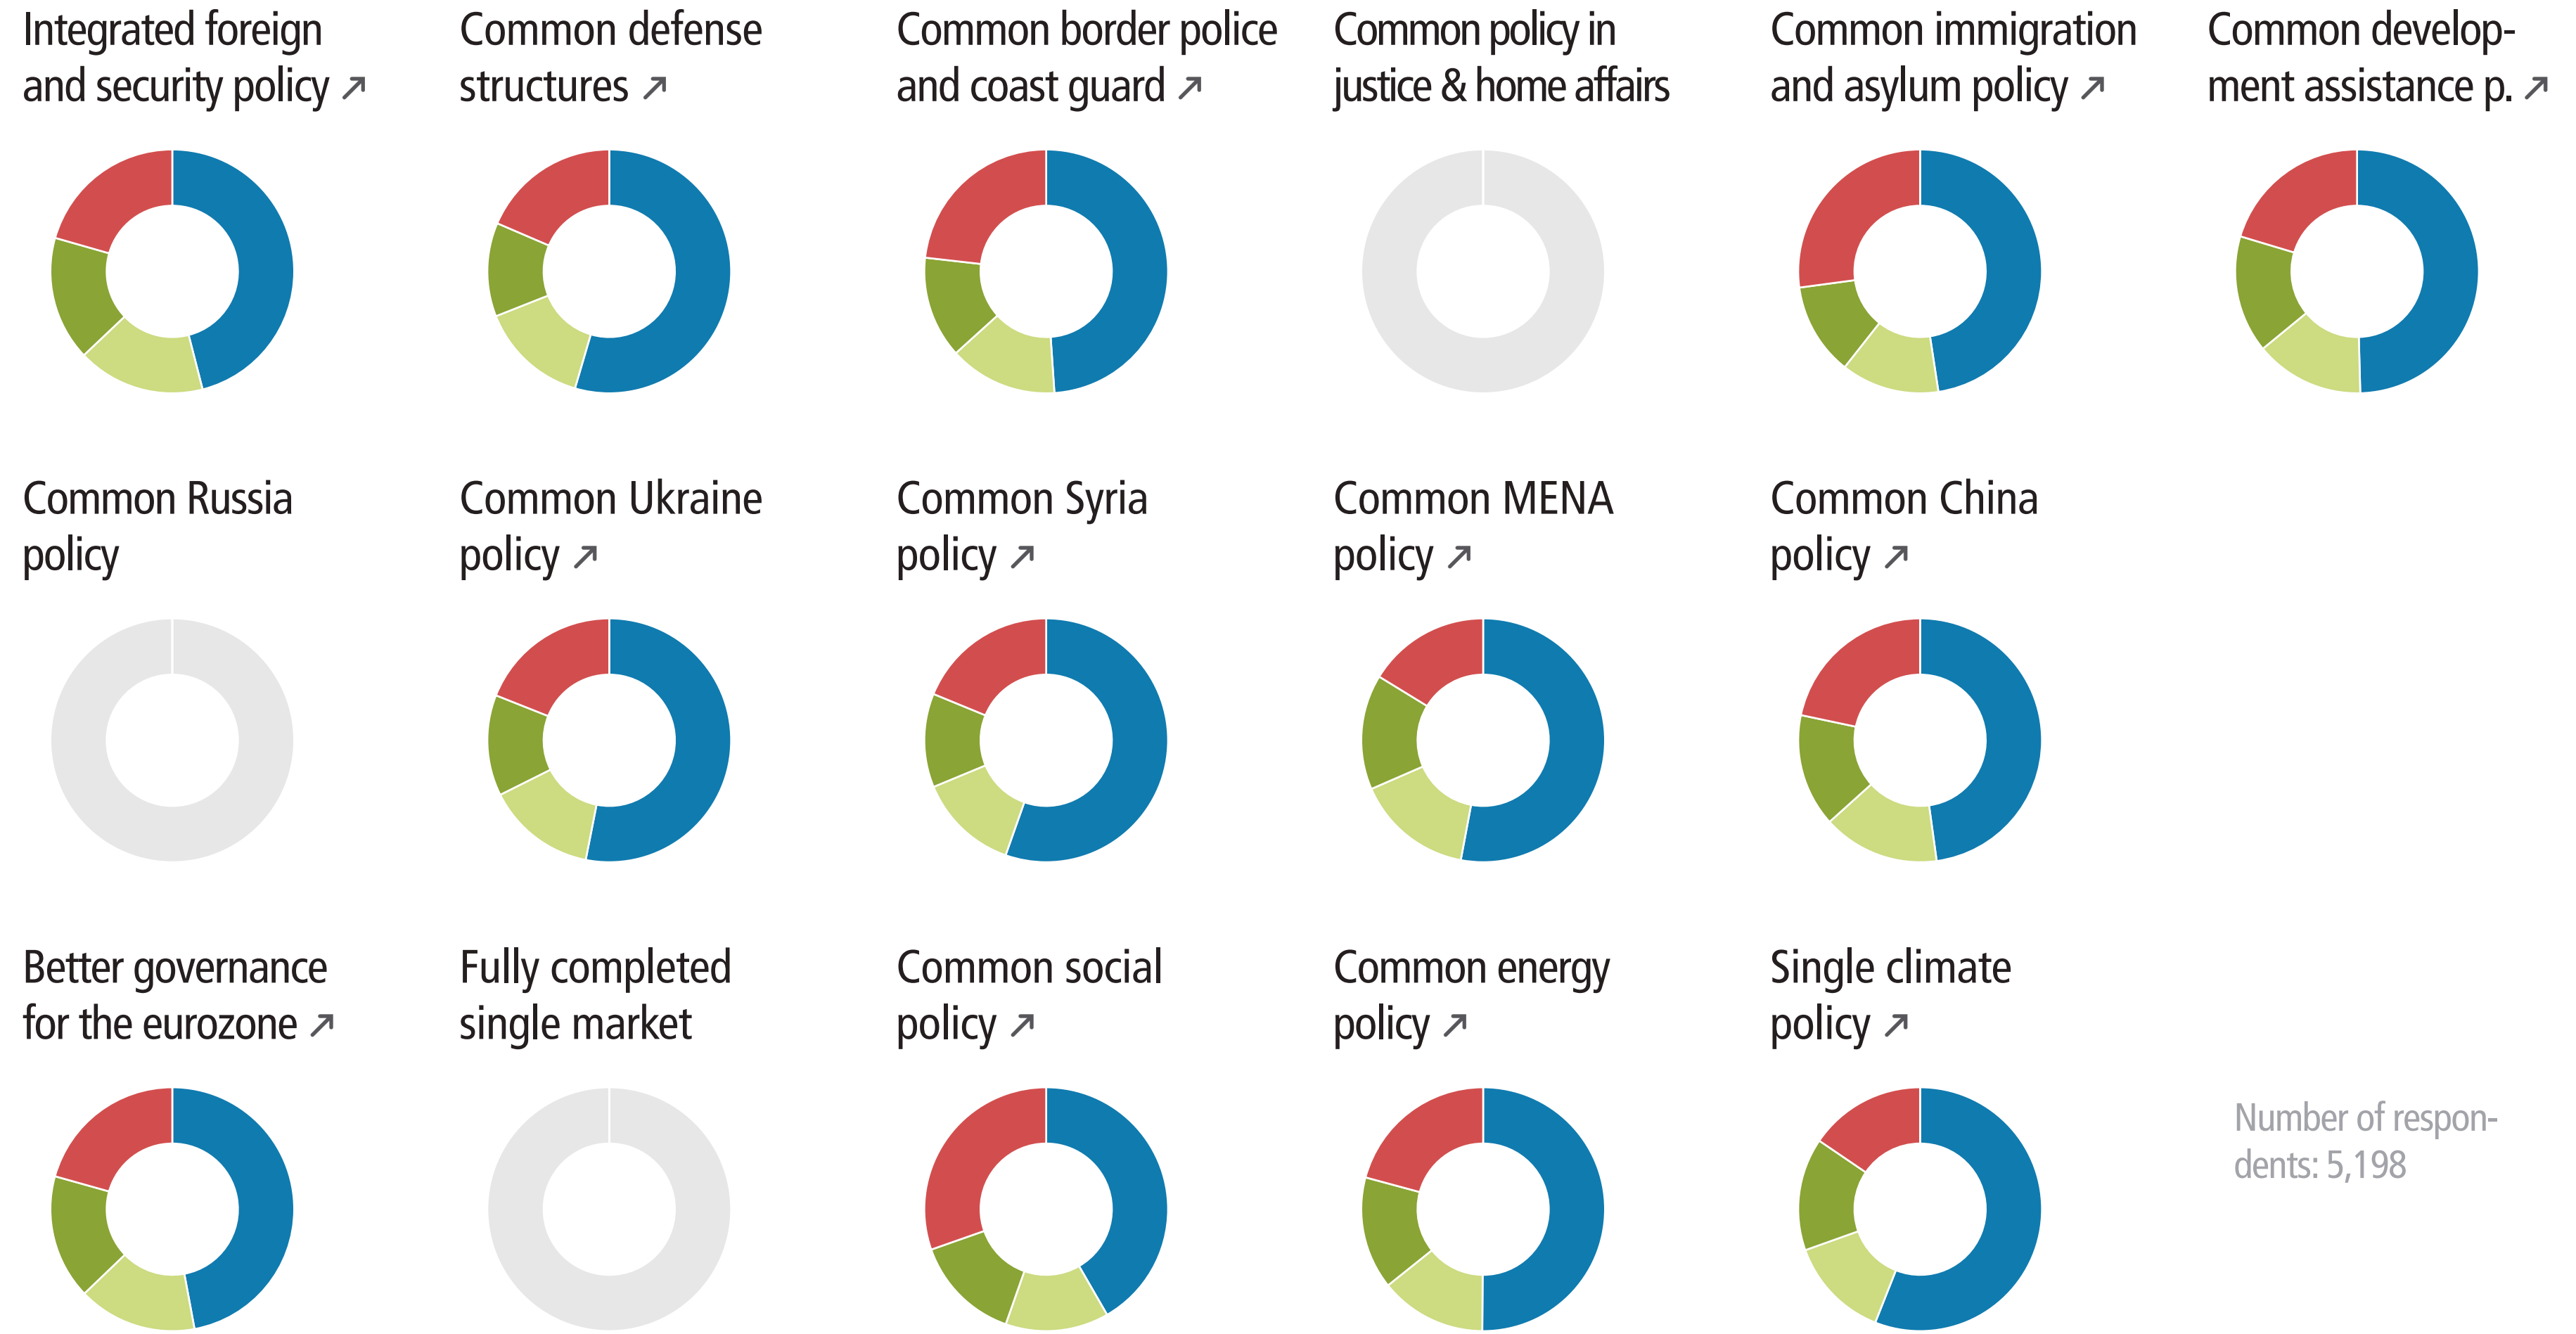 Integrated foreign
and security policy ↗
Common defense
structures ↗
Common border police
and coast guard ↗
Common policy in
justice & home affairs
Common immigration
and asylum policy ↗
Common develop-
ment assistance p. ↗
Common Russia
policy
Common Ukraine
policy ↗
Common Syria
policy ↗
Common MENA
policy ↗
Common China
policy ↗
Better governance
for the eurozone ↗
Fully completed
single market
Common social
policy ↗
Common energy
policy ↗
Single climate
policy ↗
Number of respon-
dents: 5,198